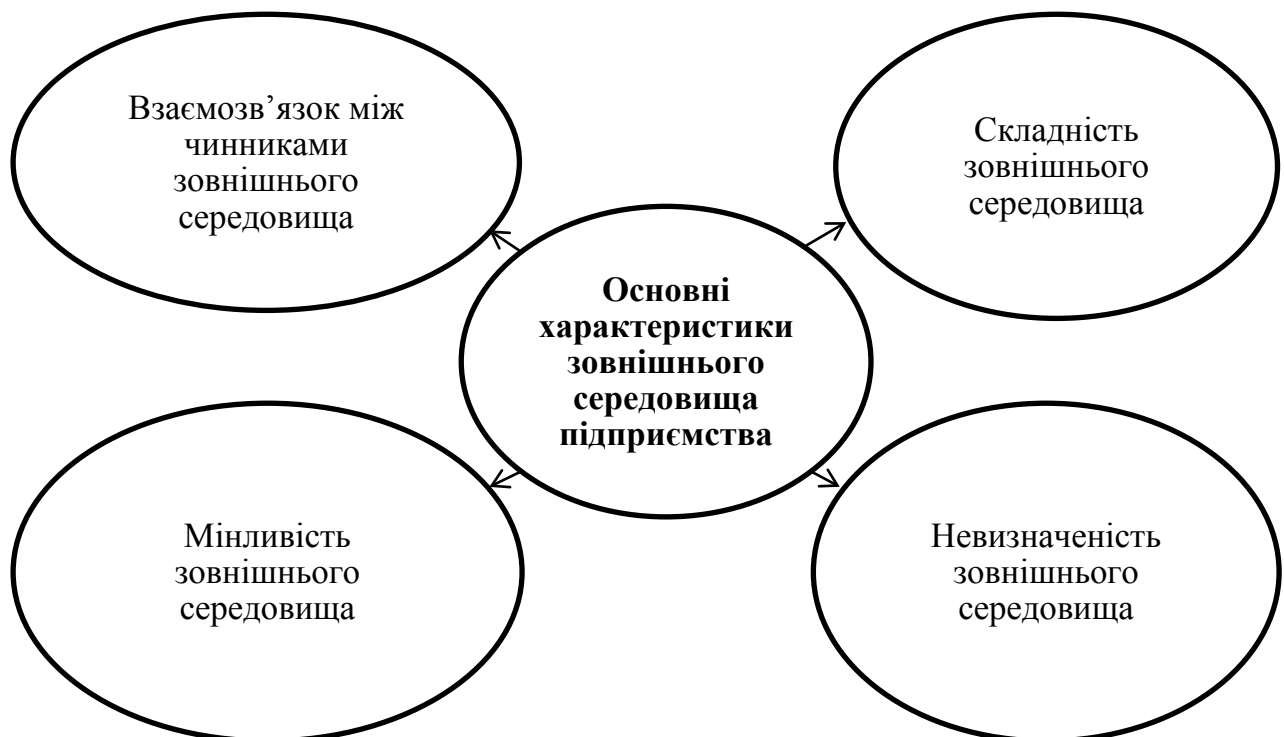 Взаємозв’язок між
чинниками
зовнішнього
середовища
Складність
зовнішнього
середовища
Основні
характеристики
зовнішнього
середовища
підприємства
Мінливість
зовнішнього
середовища
Невизначеність
зовнішнього
середовища